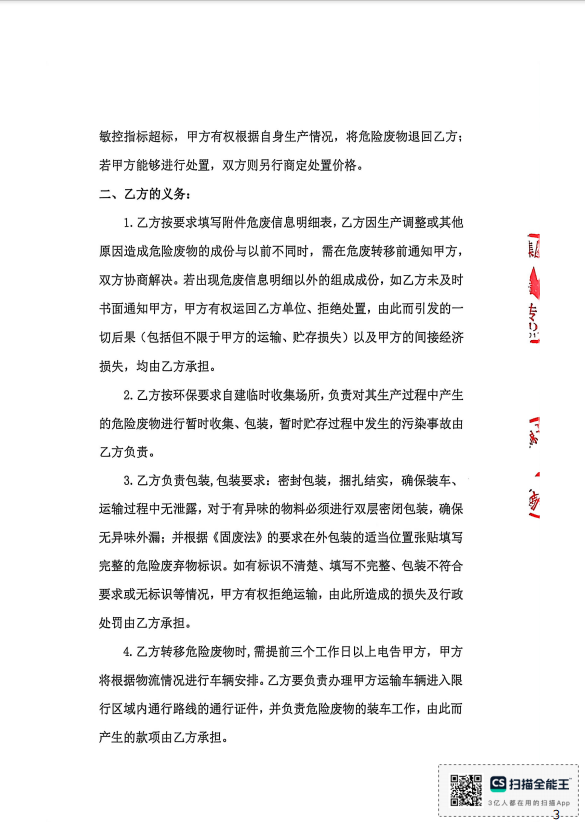 敏控指标超标，甲方有权根据自身生产情况，将危险废物退回乙方；
若甲方能够进行处置，双方则另行商定处置价格。
二、乙方的义务：
1.乙方按要求填写附件危废信息明细表，乙方因生产调整或其他
原因造成危险废物的成份与以前不同时，需在危废转移前通知甲方，
双方协商解决。若出现危废信息明细以外的组成成份，如乙方未及时
书面通知甲方，甲方有权运回乙方单位、拒绝处置，由此而引发的一
切后果（包括但不限于甲方的运输、贮存损失）以及甲方的间接经济
损失，均由乙方承担。
2.乙方按环保要求自建临时收集场所，负责对其生产过程中产生
的危险废物进行暂时收集、包装，暂时贮存过程中发生的污染事故由
乙方负责。
3.乙方负责包装,包装要求：密封包装，捆扎结实，确保装车、
运输过程中无泄露，对于有异味的物料必须进行双层密闭包装，确保
无异味外漏；并根据《固废法》的要求在外包装的适当位置张贴填写
完整的危险废弃物标识。如有标识不清楚、填写不完整、包装不符合
要求或无标识等情况，甲方有权拒绝运输，由此所造成的损失及行政
处罚由乙方承担。
4.乙方转移危险废物时,需提前三个工作日以上电告甲方，甲方
将根据物流情况进行车辆安排。乙方要负责办理甲方运输车辆进入限
行区域内通行路线的通行证件，并负责危险废物的装车工作，由此而
产生的款项由乙方承担。
专
CS 扫描全能王
3亿人都在用的扫描App
3